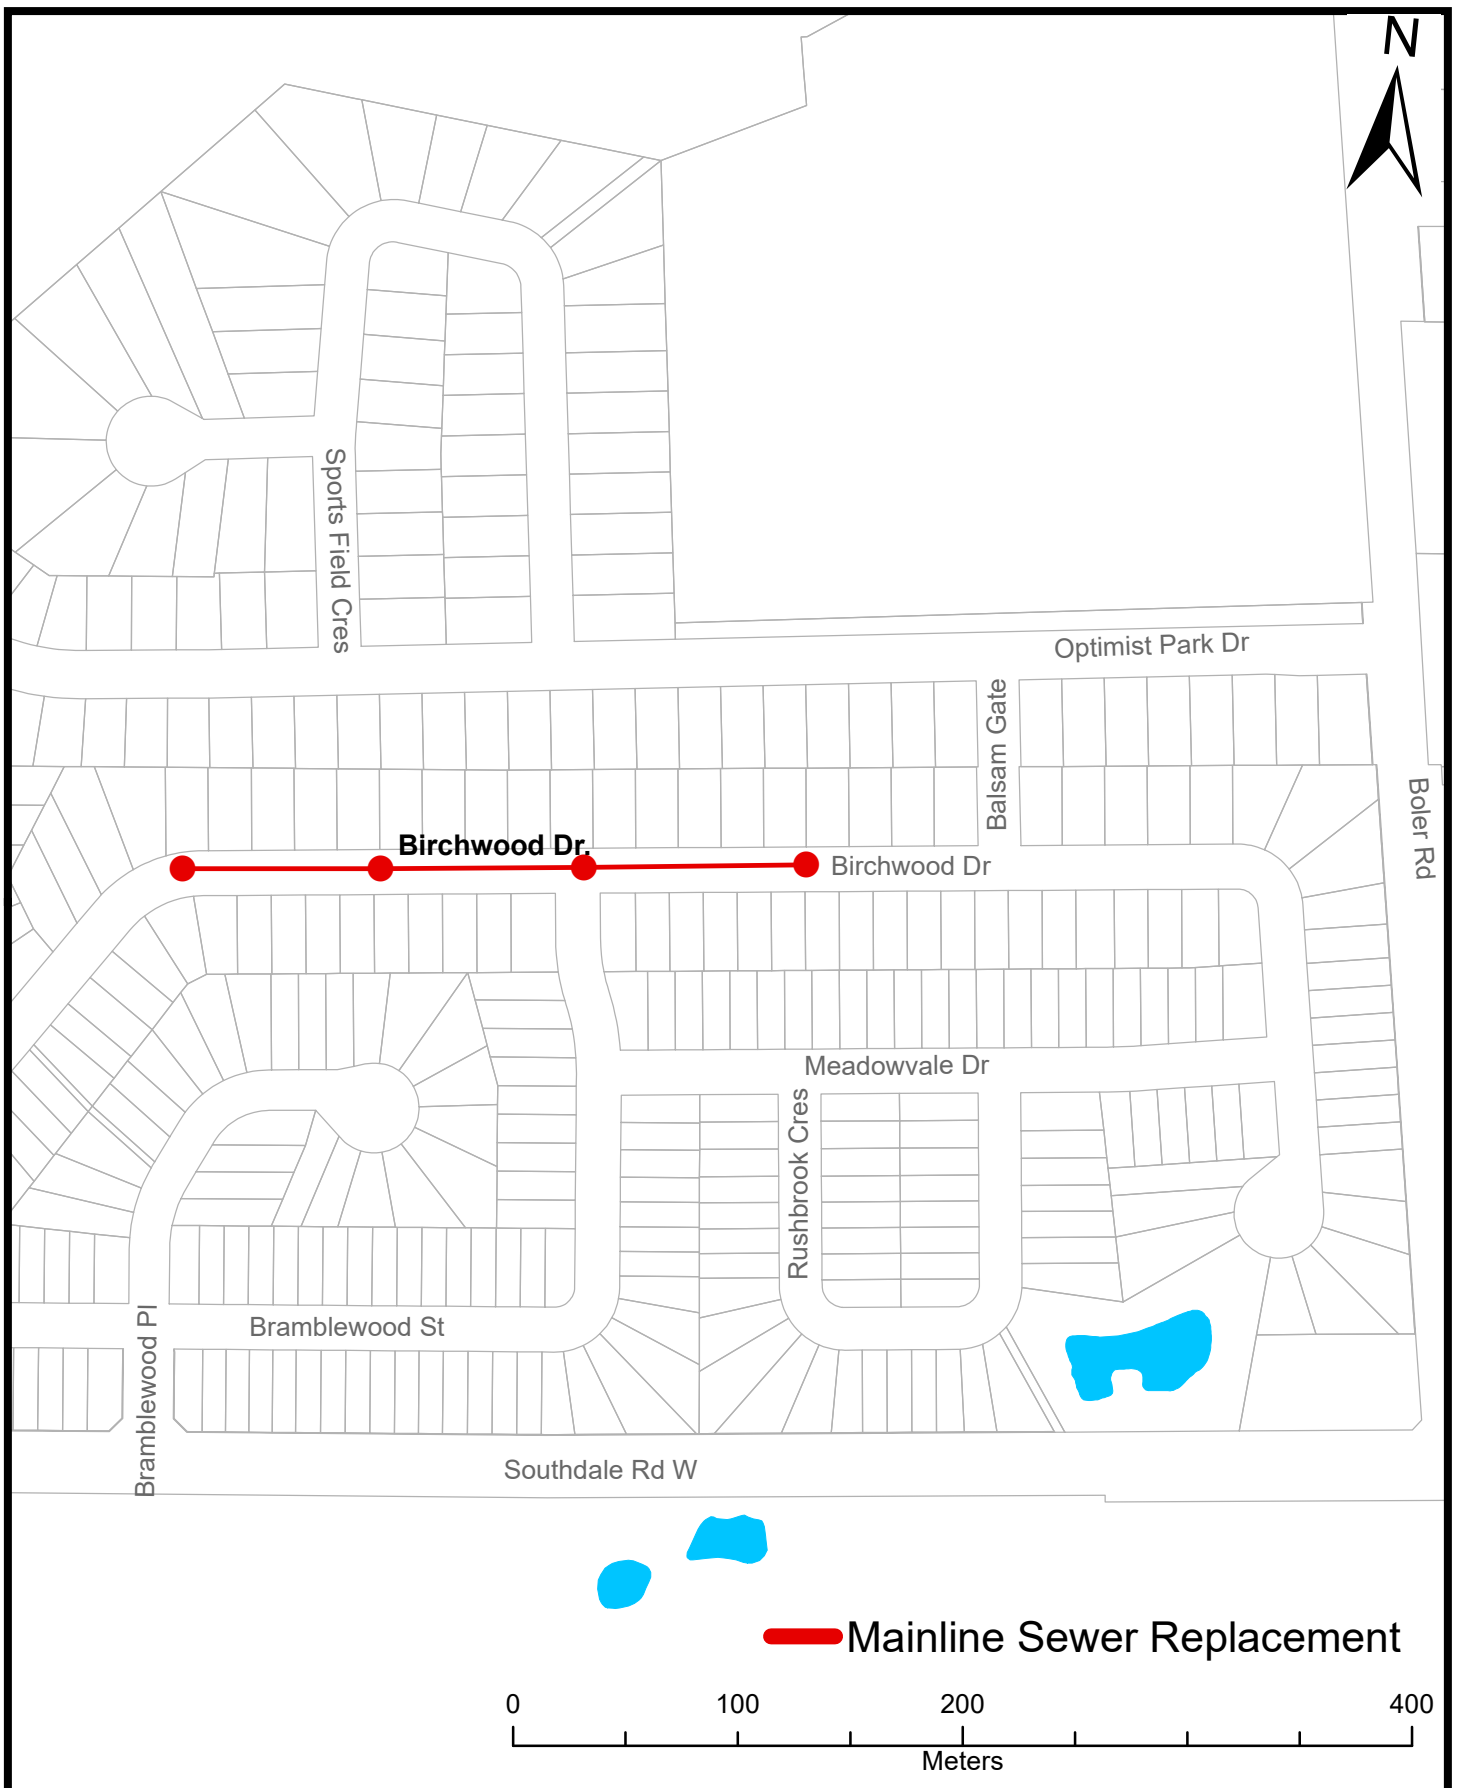 N
Sports Field Cres
Optimist Park Dr
Balsam Gate
Boler Rd
Birchwood Dr.
Birchwood Dr
Meadowvale Dr
Rushbrook Cres
Bramblewood Pl
Bramblewood St
Southdale Rd W
Mainline Sewer Replacement
0 100 200 400
Meters